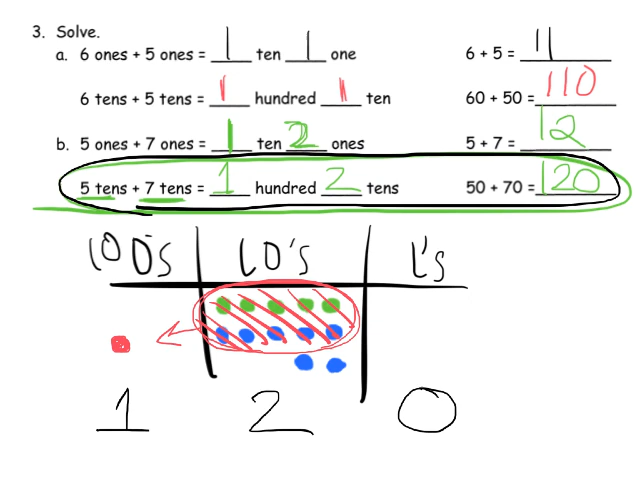 3. Solve.
a. 6 ones + 5 ones = 1 ten 1 one 6 + 5 = 11
6 tens + 5 tens = 1 hundred 1 ten 60 + 50 = 110
b. 5 ones + 7 ones = 1 ten 2 ones 5 + 7 = 12
5 tens + 7 tens = 1 hundred 2 tens 50 + 70 = 120
100's 10's 1's
1 2 0